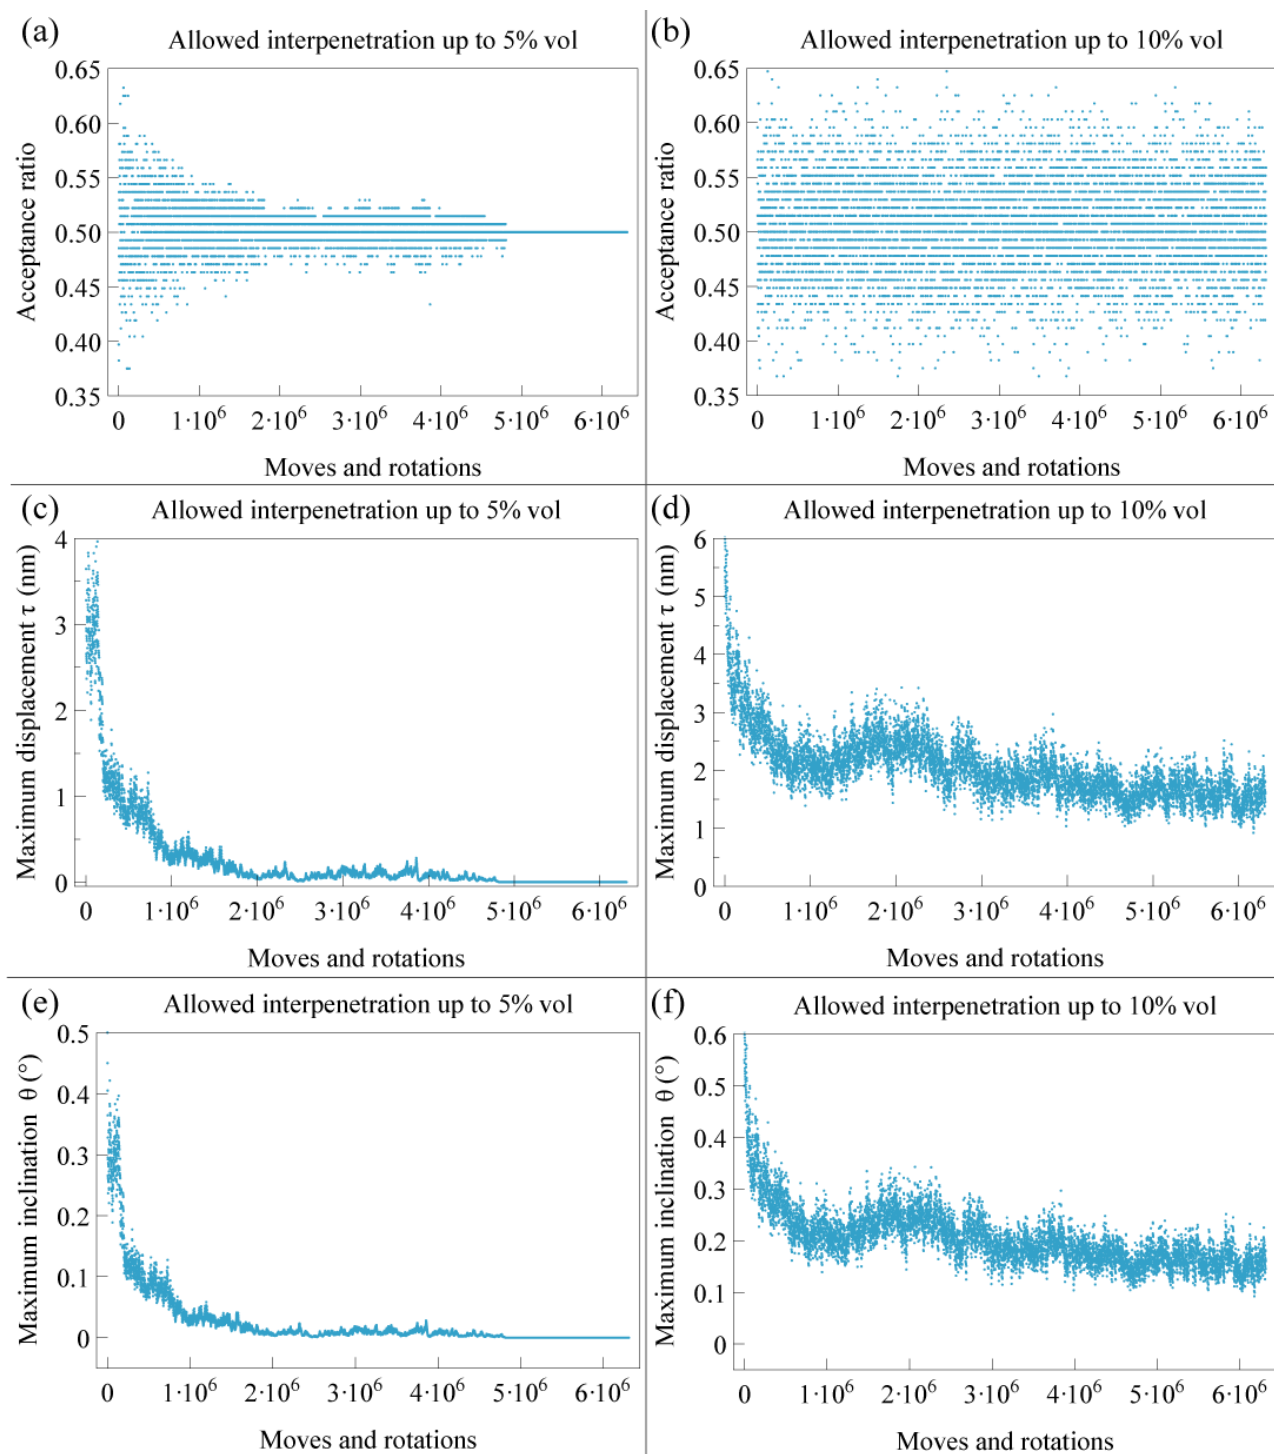 (a)
Allowed interpenetration up to 5% vol
0.65
0.60
0.55
0.50
0.45
0.40
0.35
Acceptance ratio
0 1·10⁶ 2·10⁶ 3·10⁶ 4·10⁶ 5·10⁶ 6·10⁶
Moves and rotations
(b)
Allowed interpenetration up to 10% vol
0.65
0.60
0.55
0.50
0.45
0.40
0.35
Acceptance ratio
0 1·10⁶ 2·10⁶ 3·10⁶ 4·10⁶ 5·10⁶ 6·10⁶
Moves and rotations
(c)
Allowed interpenetration up to 5% vol
4
3
2
1
0
Maximum displacement τ (nm)
0 1·10⁶ 2·10⁶ 3·10⁶ 4·10⁶ 5·10⁶ 6·10⁶
Moves and rotations
(d)
Allowed interpenetration up to 10% vol
6
5
4
3
2
1
0
Maximum displacement τ (nm)
0 1·10⁶ 2·10⁶ 3·10⁶ 4·10⁶ 5·10⁶ 6·10⁶
Moves and rotations
(e)
Allowed interpenetration up to 5% vol
0.5
0.4
0.3
0.2
0.1
0
Maximum inclination θ (°)
0 1·10⁶ 2·10⁶ 3·10⁶ 4·10⁶ 5·10⁶ 6·10⁶
Moves and rotations
(f)
Allowed interpenetration up to 10% vol
0.6
0.5
0.4
0.3
0.2
0.1
0
Maximum inclination θ (°)
0 1·10⁶ 2·10⁶ 3·10⁶ 4·10⁶ 5·10⁶ 6·10⁶
Moves and rotations